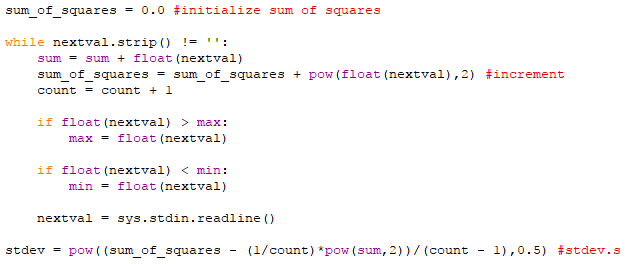 sum_of_squares = 0.0 #initialize sum of squares
while nextval.strip() != '':
    sum = sum + float(nextval)
    sum_of_squares = sum_of_squares + pow(float(nextval),2) #increment
    count = count + 1
    if float(nextval) > max:
        max = float(nextval)
    if float(nextval) < min:
        min = float(nextval)
    nextval = sys.stdin.readline()
stdev = pow((sum_of_squares - (1/count)*pow(sum,2))/(count - 1),0.5) #stdev.s